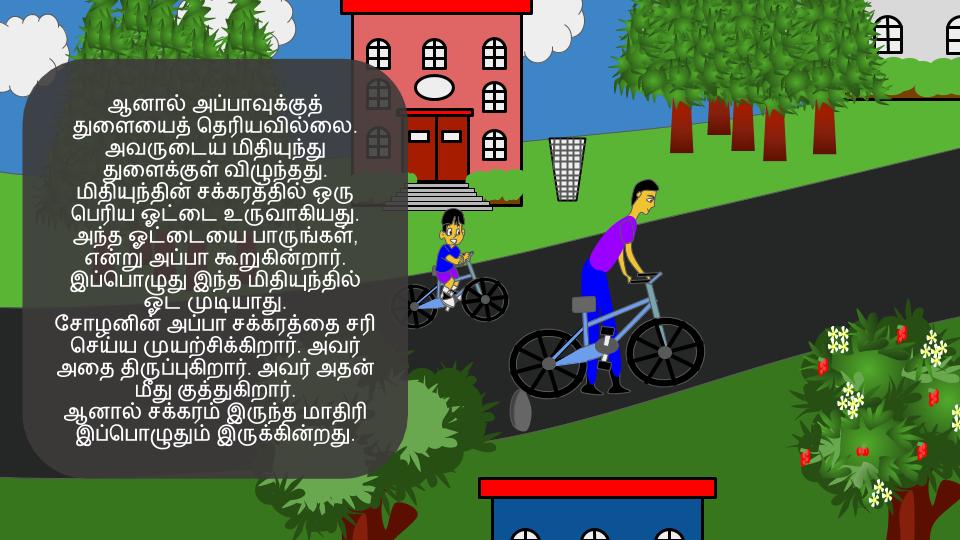 ஆனால் அப்பாவுக்குத்
துளையைத் தெரியவில்லை.
அவருடைய மிதியுந்து
துளைக்குள் விழுந்தது.
மிதியுந்தின் சக்கரத்தில் ஒரு
பெரிய ஓட்டை உருவாகியது.
அந்த ஓட்டையை பாருங்கள்,
என்று அப்பா கூறுகின்றார்.
இப்பொழுது இந்த மிதியுந்தில்
ஓட முடியாது.
சோழனின் அப்பா சக்கரத்தை சரி
செய்ய முயற்சிக்கிறார். அவர்
அதை திருப்புகிறார். அவர் அதன்
மீது குத்துகிறார்.
ஆனால் சக்கரம் இருந்த மாதிரி
இப்பொழுதும் இருக்கின்றது.